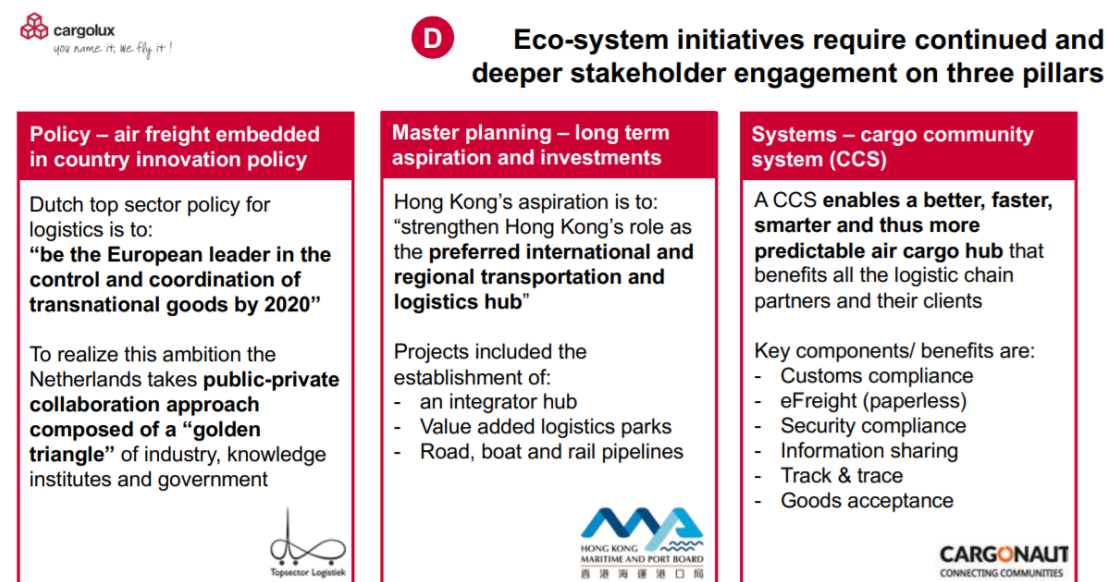 cargolux
you name it, we fly it !
D
Eco-system initiatives require continued and
deeper stakeholder engagement on three pillars
Policy – air freight embedded
in country innovation policy
Dutch top sector policy for
logistics is to:
“be the European leader in the
control and coordination of
transnational goods by 2020”
To realize this ambition the
Netherlands takes public-private
collaboration approach
composed of a “golden
triangle” of industry, knowledge
institutes and government
Topsector Logistiek
Master planning – long term
aspiration and investments
Hong Kong’s aspiration is to:
“strengthen Hong Kong’s role as
the preferred international and
regional transportation and
logistics hub”
Projects included the
establishment of:
- an integrator hub
- Value added logistics parks
- Road, boat and rail pipelines
HONG KONG
MARITIME AND PORT BOARD
香港海運港口局
Systems – cargo community
system (CCS)
A CCS enables a better, faster,
smarter and thus more
predictable air cargo hub that
benefits all the logistic chain
partners and their clients
Key components/ benefits are:
- Customs compliance
- eFreight (paperless)
- Security compliance
- Information sharing
- Track & trace
- Goods acceptance
CARGONAUT
CONNECTING COMMUNITIES